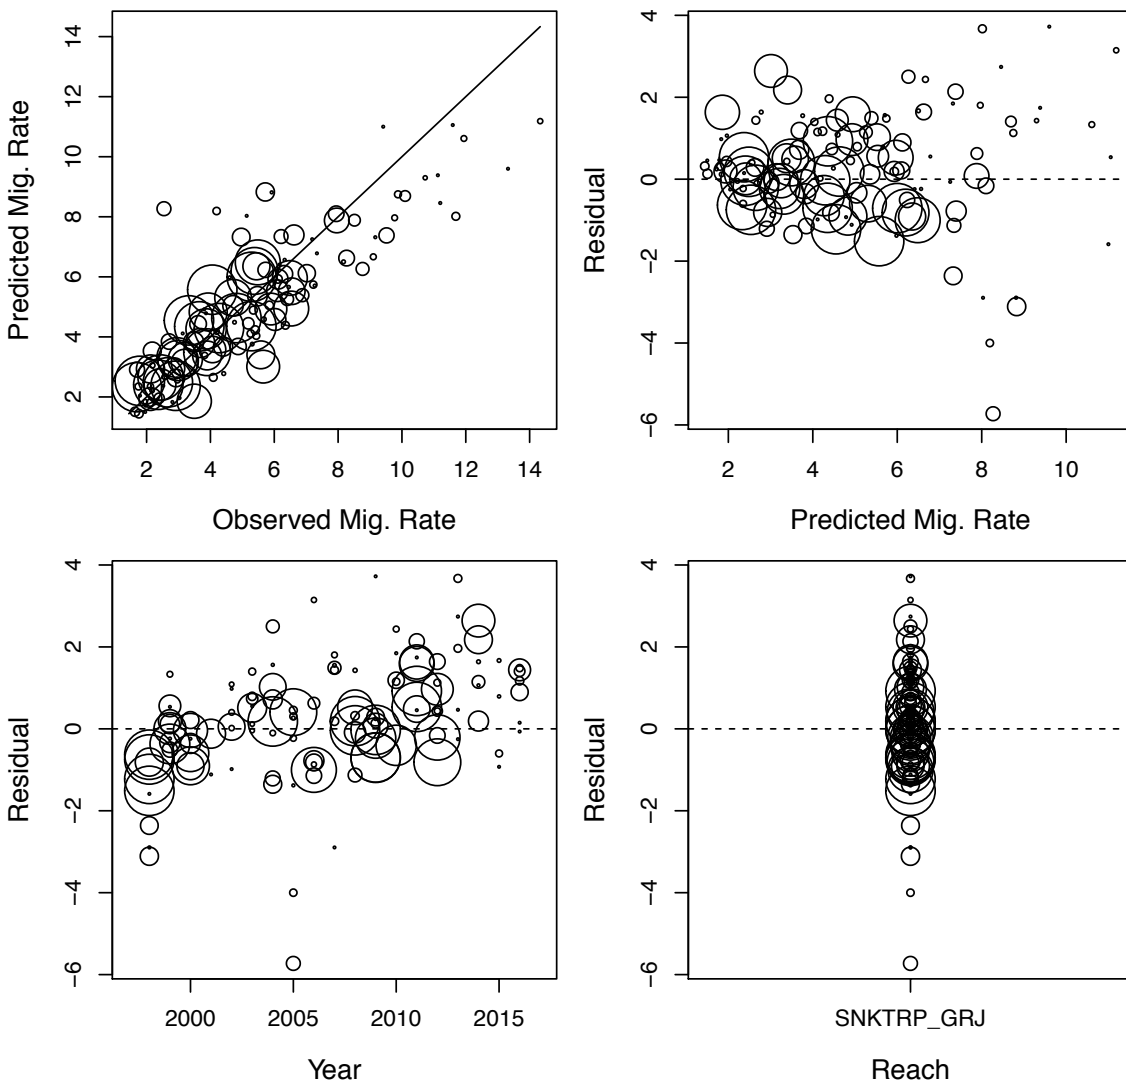 Predicted Mig. Rate
14
12
10
8
6
4
2
2 4 6 8 10 12 14
Observed Mig. Rate
Residual
4
2
0
−2
−4
−6
2 4 6 8 10
Predicted Mig. Rate
Residual
4
2
0
−2
−4
−6
2000 2005 2010 2015
Year
Residual
4
2
0
−2
−4
−6
SNKTRP_GRJ
Reach